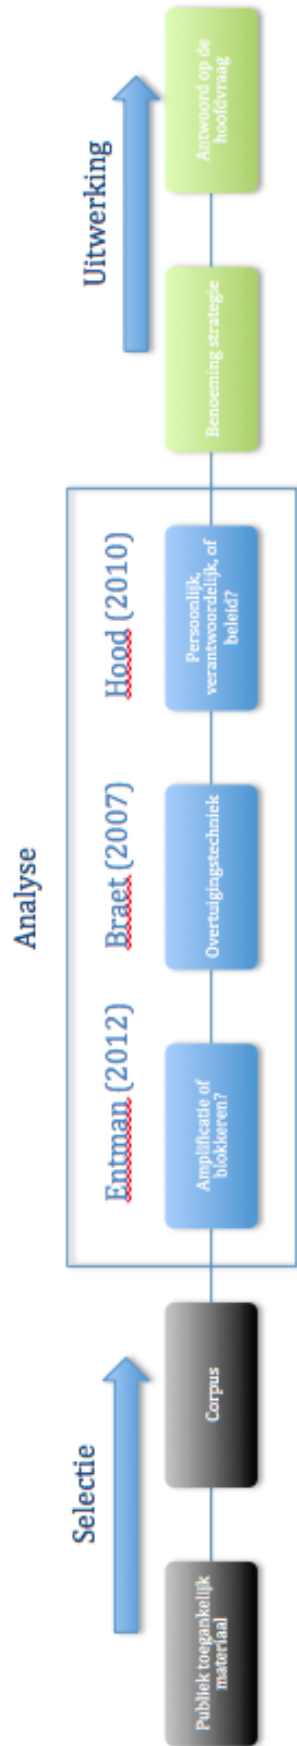 Selectie
Analyse
Uitwerking
Entman (2012)
Braet (2007)
Hood (2010)
Publiek toegankelijk
materiaal
Corpus
Amplificatie of
blokkeren?
Overtuigingstechniek
Persoonlijk,
verantwoordelijk, of
beleid?
Benoeming strategie
Antwoord op de
hoofdvraag